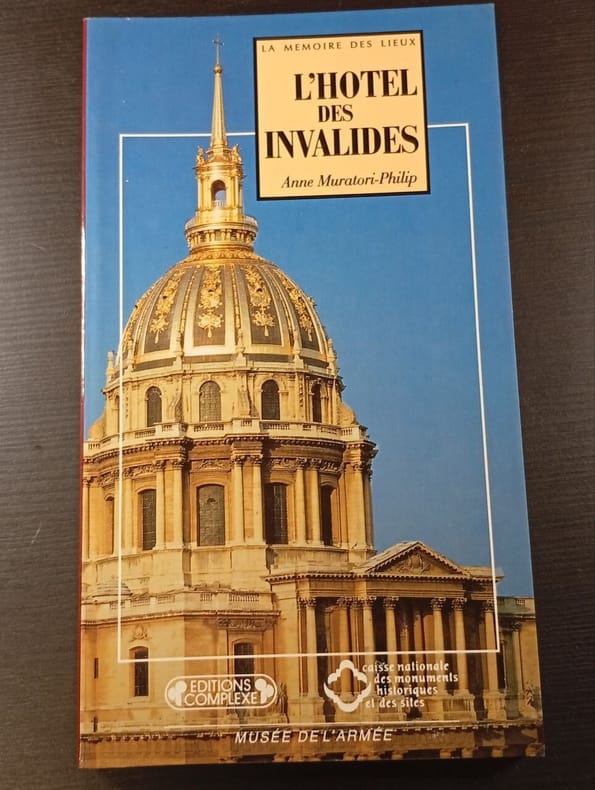 LA MEMOIRE DES LIEUX
L'HOTEL
DES
INVALIDES
Anne Muratori-Philip
EDITIONS
COMPLEXE
caisse nationale
des monuments
historiques
et des sites
MUSÉE DE L'ARMÉE